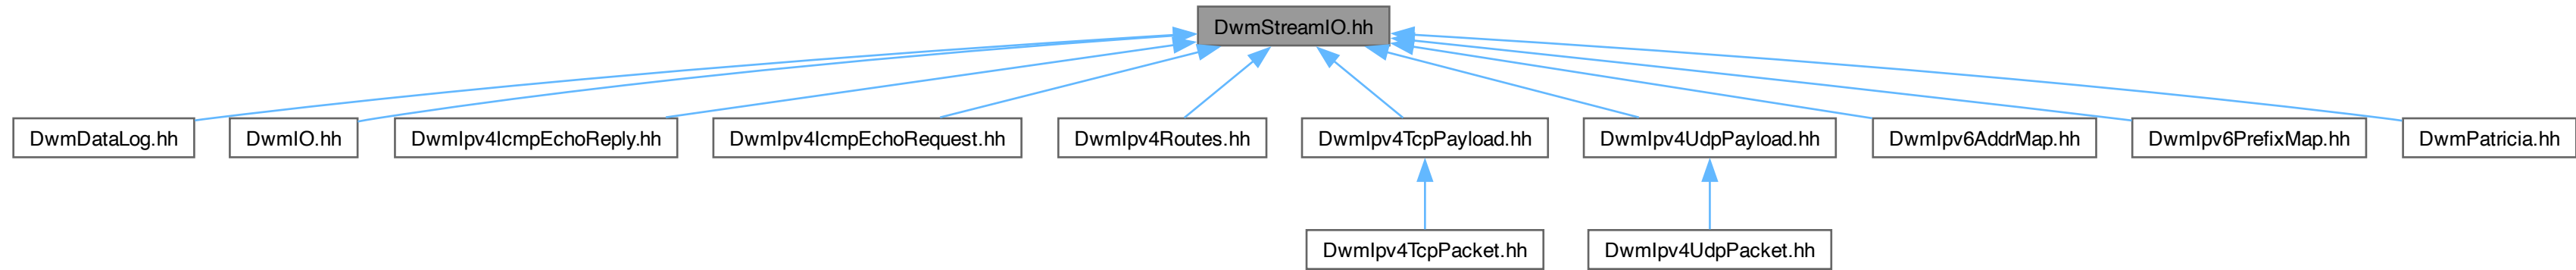 DwmStreamIO.hh
DwmDataLog.hh
DwmIO.hh
DwmIpv4IcmpEchoReply.hh
DwmIpv4IcmpEchoRequest.hh
DwmIpv4Routes.hh
DwmIpv4TcpPayload.hh
DwmIpv4UdpPayload.hh
DwmIpv6AddrMap.hh
DwmIpv6PrefixMap.hh
DwmPatricia.hh
DwmIpv4TcpPacket.hh
DwmIpv4UdpPacket.hh